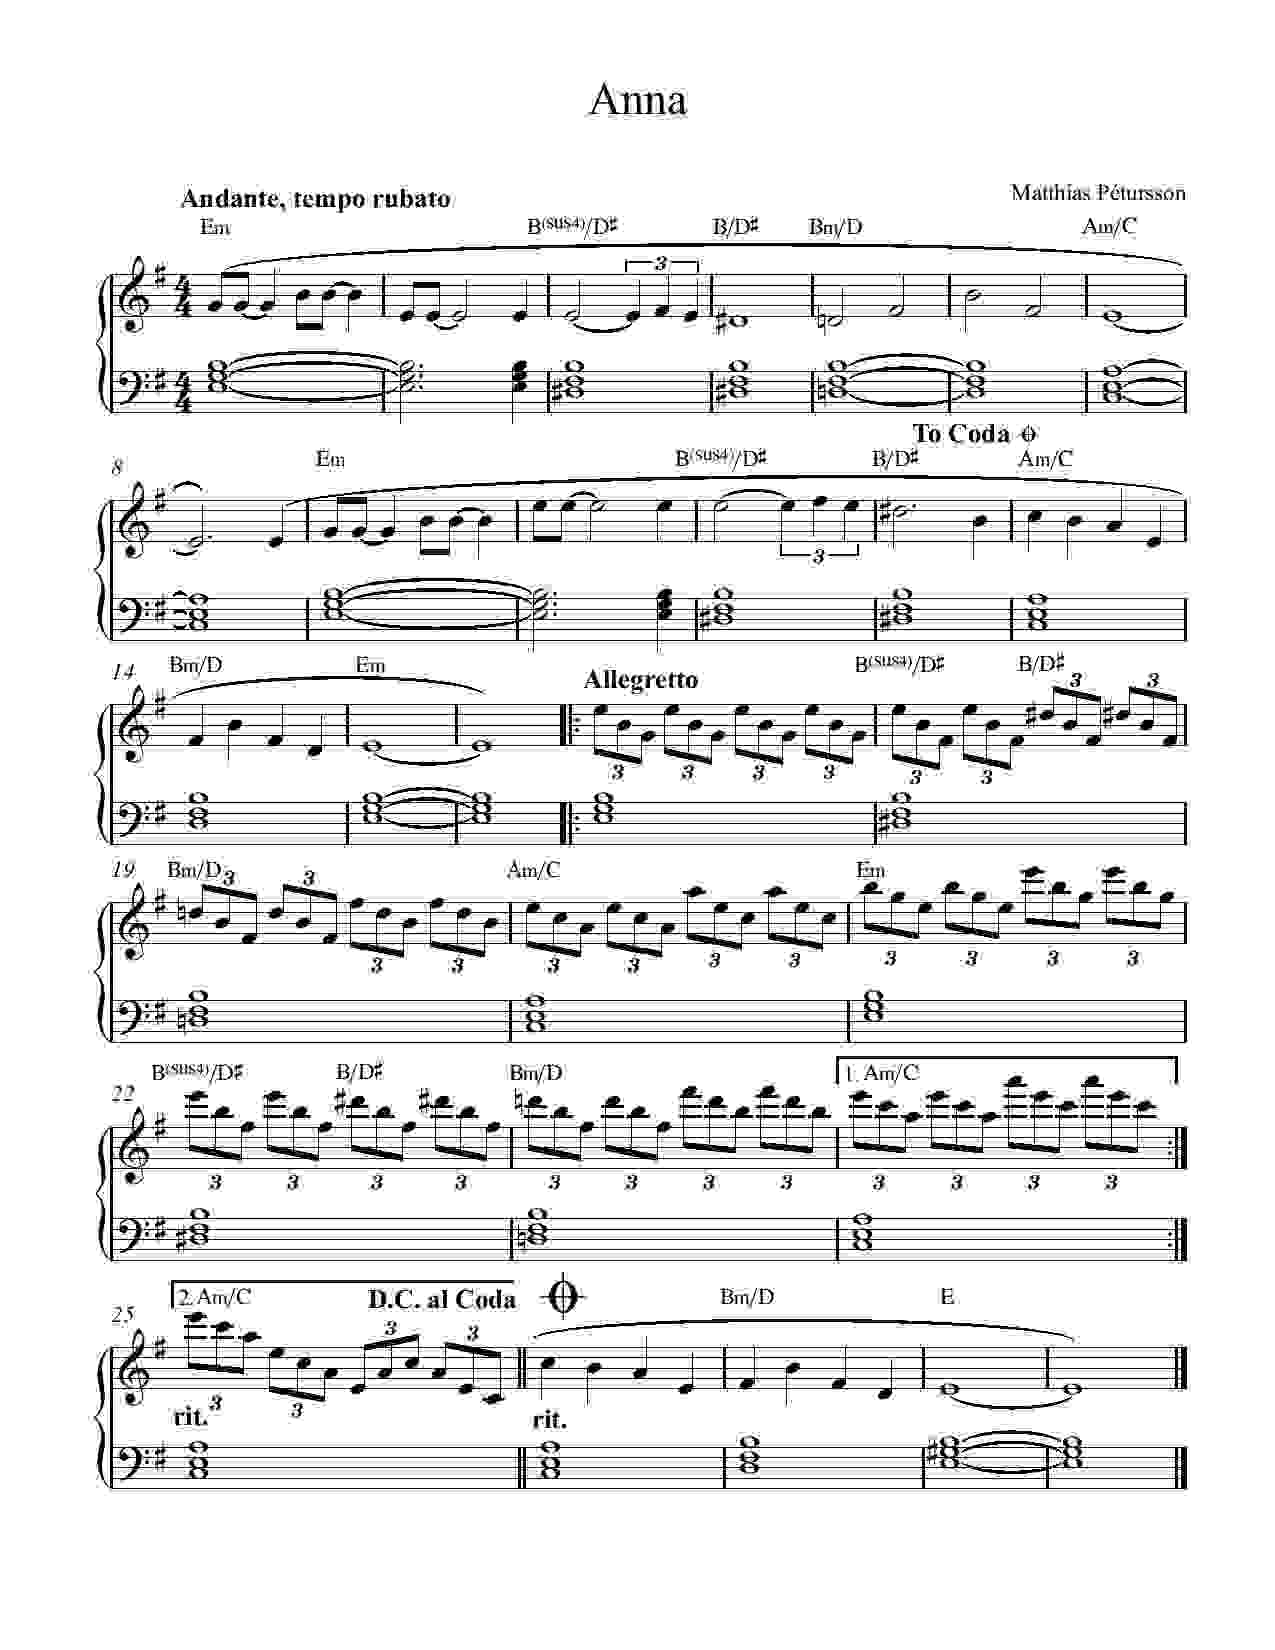 Anna
Matthías Pétursson
Andante, tempo rubato
Em B(sus4)/D♯ B/D♯ Bm/D Am/C
3
4
4
4
4
To Coda
8
Em B(sus4)/D♯ B/D♯ Am/C
3
14
Bm/D Em Allegretto B(sus4)/D♯ B/D♯
3 3
3 3 3 3 3 3
19
Bm/D Am/C Em
3 3
3 3 3 3 3 3 3 3 3 3
22
B(sus4)/D♯ B/D♯ Bm/D 1. Am/C
3 3 3 3 3 3 3 3 3 3 3 3
25
2. Am/C D.C. al Coda Bm/D E
3 3
3 3
rit. rit.